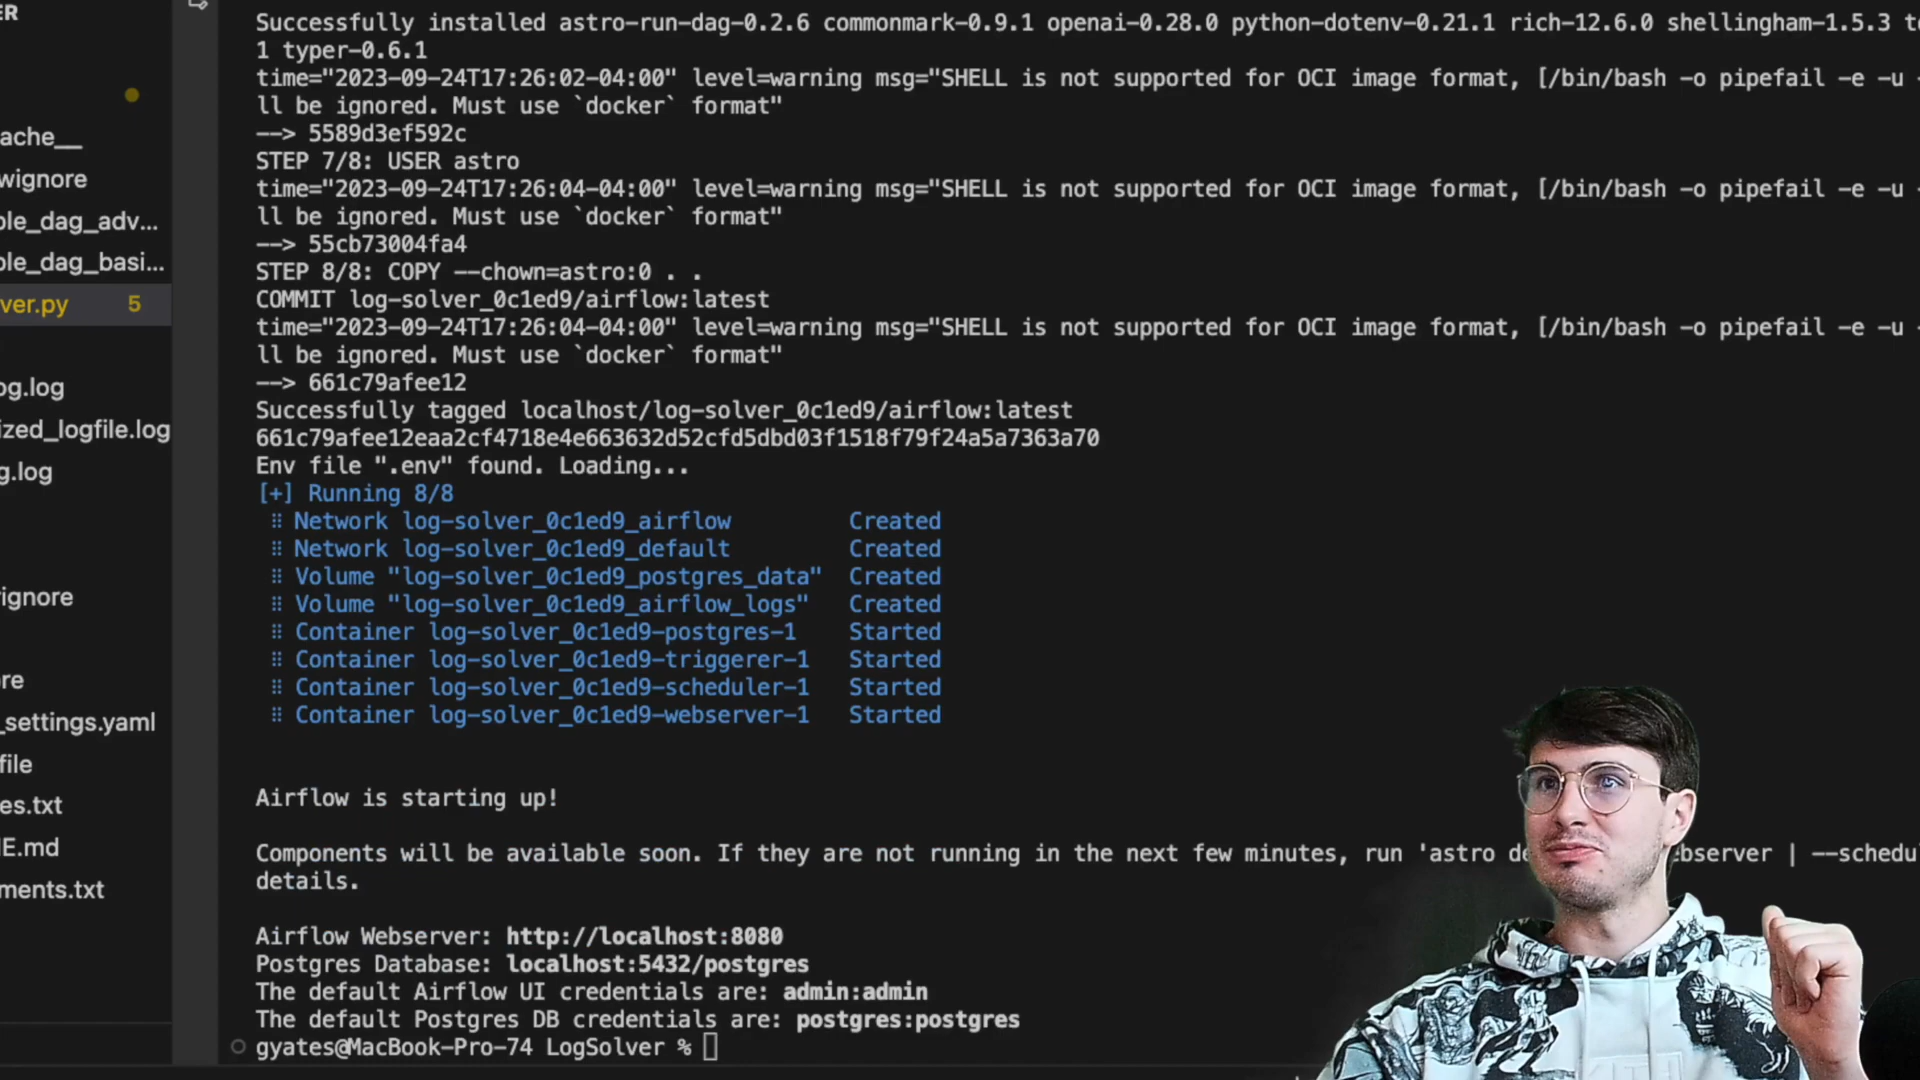 ER
ache__
wignore
ple_dag_adv...
ple_dag_basi...
ver.py 5
og.log
ized_logfile.log
g.log
ignore
re
_settings.yaml
file
es.txt
E.md
ments.txt
Successfully installed astro-run-dag-0.2.6 commonmark-0.9.1 openai-0.28.0 python-dotenv-0.21.1 rich-12.6.0 shellingham-1.5.3
1 typer-0.6.1
time="2023-09-24T17:26:02-04:00" level=warning msg="SHELL is not supported for OCI image format, [/bin/bash -o pipefail -e -u
ll be ignored. Must use `docker` format"
--> 5589d3ef592c
STEP 7/8: USER astro
time="2023-09-24T17:26:04-04:00" level=warning msg="SHELL is not supported for OCI image format, [/bin/bash -o pipefail -e -u
ll be ignored. Must use `docker` format"
--> 55cb73004fa4
STEP 8/8: COPY --chown=astro:0 . .
COMMIT log-solver_0c1ed9/airflow:latest
time="2023-09-24T17:26:04-04:00" level=warning msg="SHELL is not supported for OCI image format, [/bin/bash -o pipefail -e -u
ll be ignored. Must use `docker` format"
--> 661c79afee12
Successfully tagged localhost/log-solver_0c1ed9/airflow:latest
661c79afee12eaa2cf4718e4e663632d52cfd5dbd03f1518f79f24a5a7363a70
Env file ".env" found. Loading...
[+] Running 8/8
⠿ Network log-solver_0c1ed9_airflow Created
⠿ Network log-solver_0c1ed9_default Created
⠿ Volume "log-solver_0c1ed9_postgres_data" Created
⠿ Volume "log-solver_0c1ed9_airflow_logs" Created
⠿ Container log-solver_0c1ed9-postgres-1 Started
⠿ Container log-solver_0c1ed9-triggerer-1 Started
⠿ Container log-solver_0c1ed9-scheduler-1 Started
⠿ Container log-solver_0c1ed9-webserver-1 Started
Airflow is starting up!
Components will be available soon. If they are not running in the next few minutes, run 'astro de bserver | --schedu
details.
Airflow Webserver: http://localhost:8080
Postgres Database: localhost:5432/postgres
The default Airflow UI credentials are: admin:admin
The default Postgres DB credentials are: postgres:postgres
gyates@MacBook-Pro-74 LogSolver %